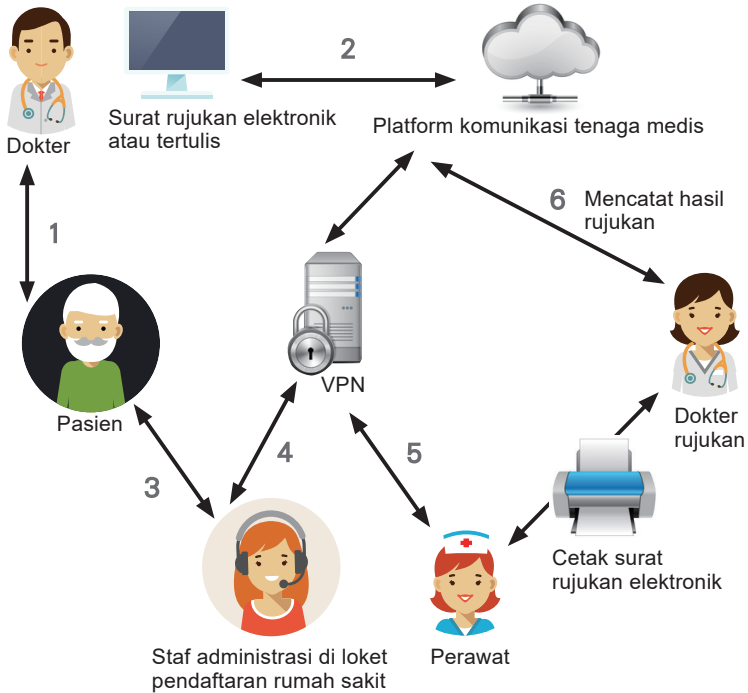 2
Surat rujukan elektronik
atau tertulis
Platform komunikasi tenaga medis
Dokter
1
6
Mencatat hasil
rujukan
VPN
Pasien
Dokter
rujukan
3
4
5
Cetak surat
rujukan elektronik
Staf administrasi di loket
pendaftaran rumah sakit
Perawat